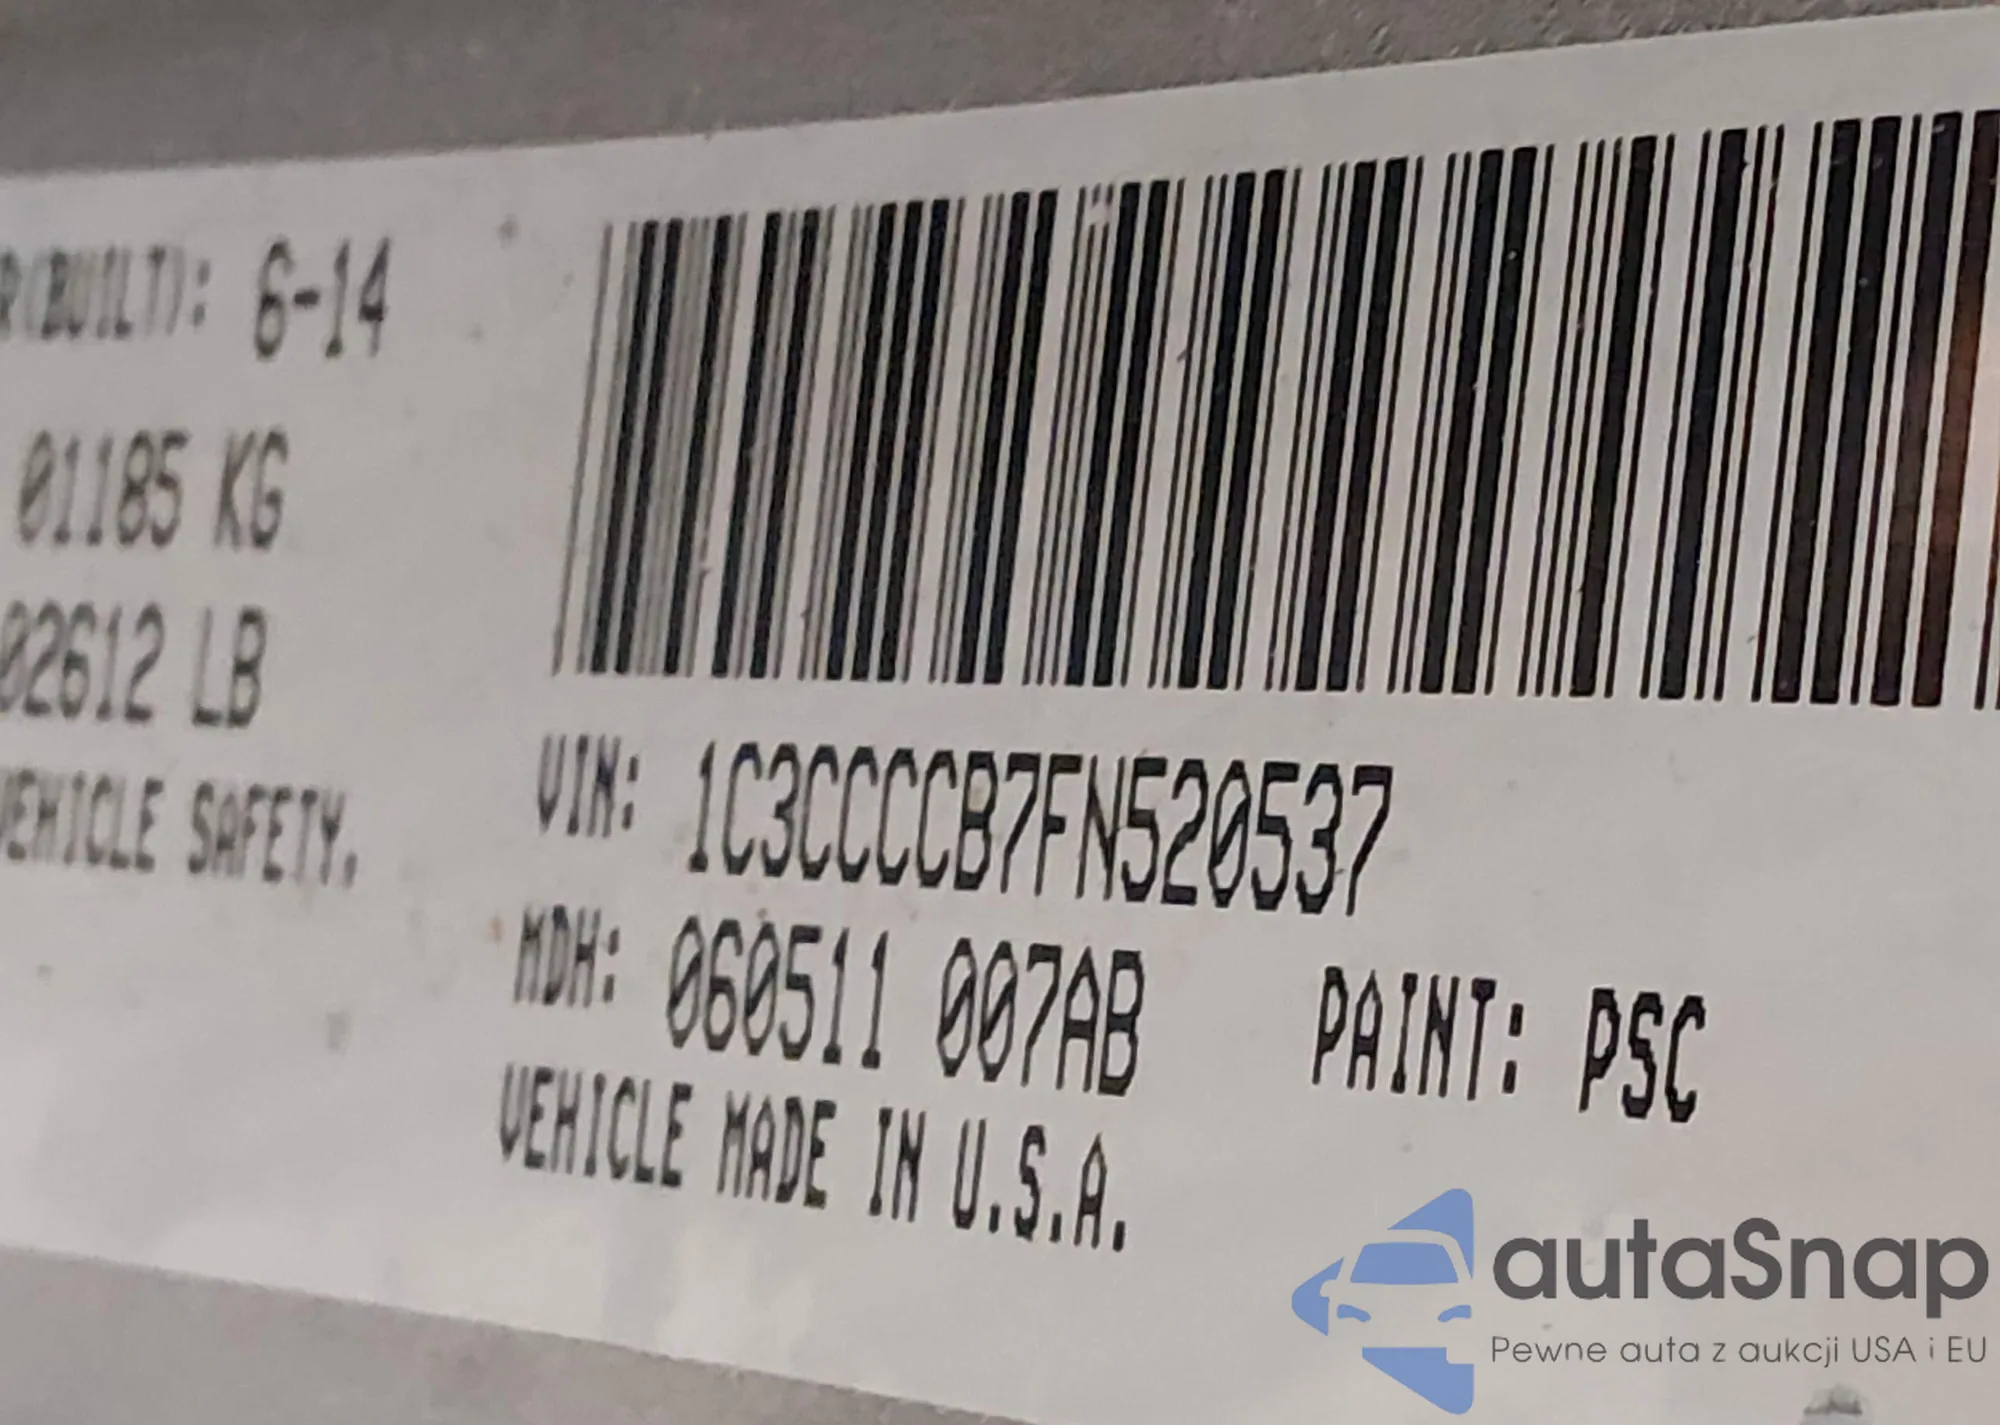 R(BUILT): 6-14
01185 KG
02612 LB
VEHICLE SAFETY.
VIN: 1C3CCCCB7FN520537
MDH: 060511 007AB PAINT: PSC
VEHICLE MADE IN U.S.A.
autaSnap
Pewne auta z aukcji USA i EU